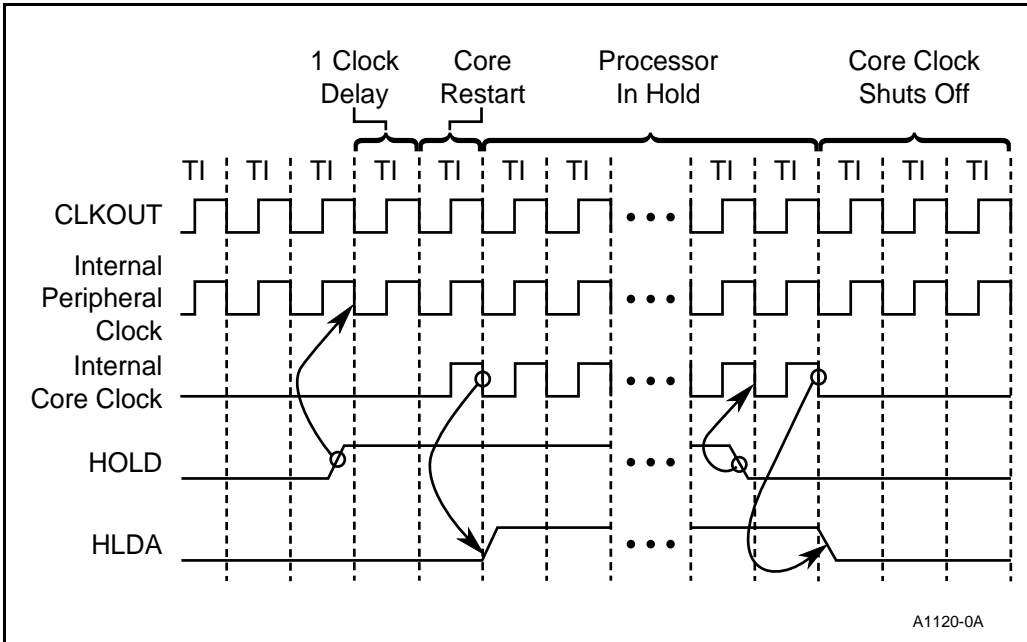 1 Clock
Delay
Core
Restart
Processor
In Hold
Core Clock
Shuts Off
TI TI TI TI TI TI TI TI TI TI TI TI
CLKOUT
Internal
Peripheral
Clock
Internal
Core Clock
HOLD
HLDA
A1120-0A